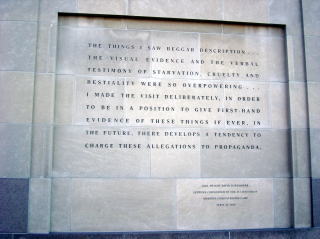 THE THINGS I SAW BEGGAR DESCRIPTION...
THE VISUAL EVIDENCE AND THE VERBAL
TESTIMONY OF STARVATION, CRUELTY AND
BESTIALITY WERE SO OVERPOWERING...
I MADE THE VISIT DELIBERATELY, IN ORDER
TO BE IN A POSITION TO GIVE FIRST-HAND
EVIDENCE OF THESE THINGS IF EVER, IN
THE FUTURE, THERE DEVELOPS A TENDENCY TO
CHARGE THESE ALLEGATIONS TO PROPAGANDA.